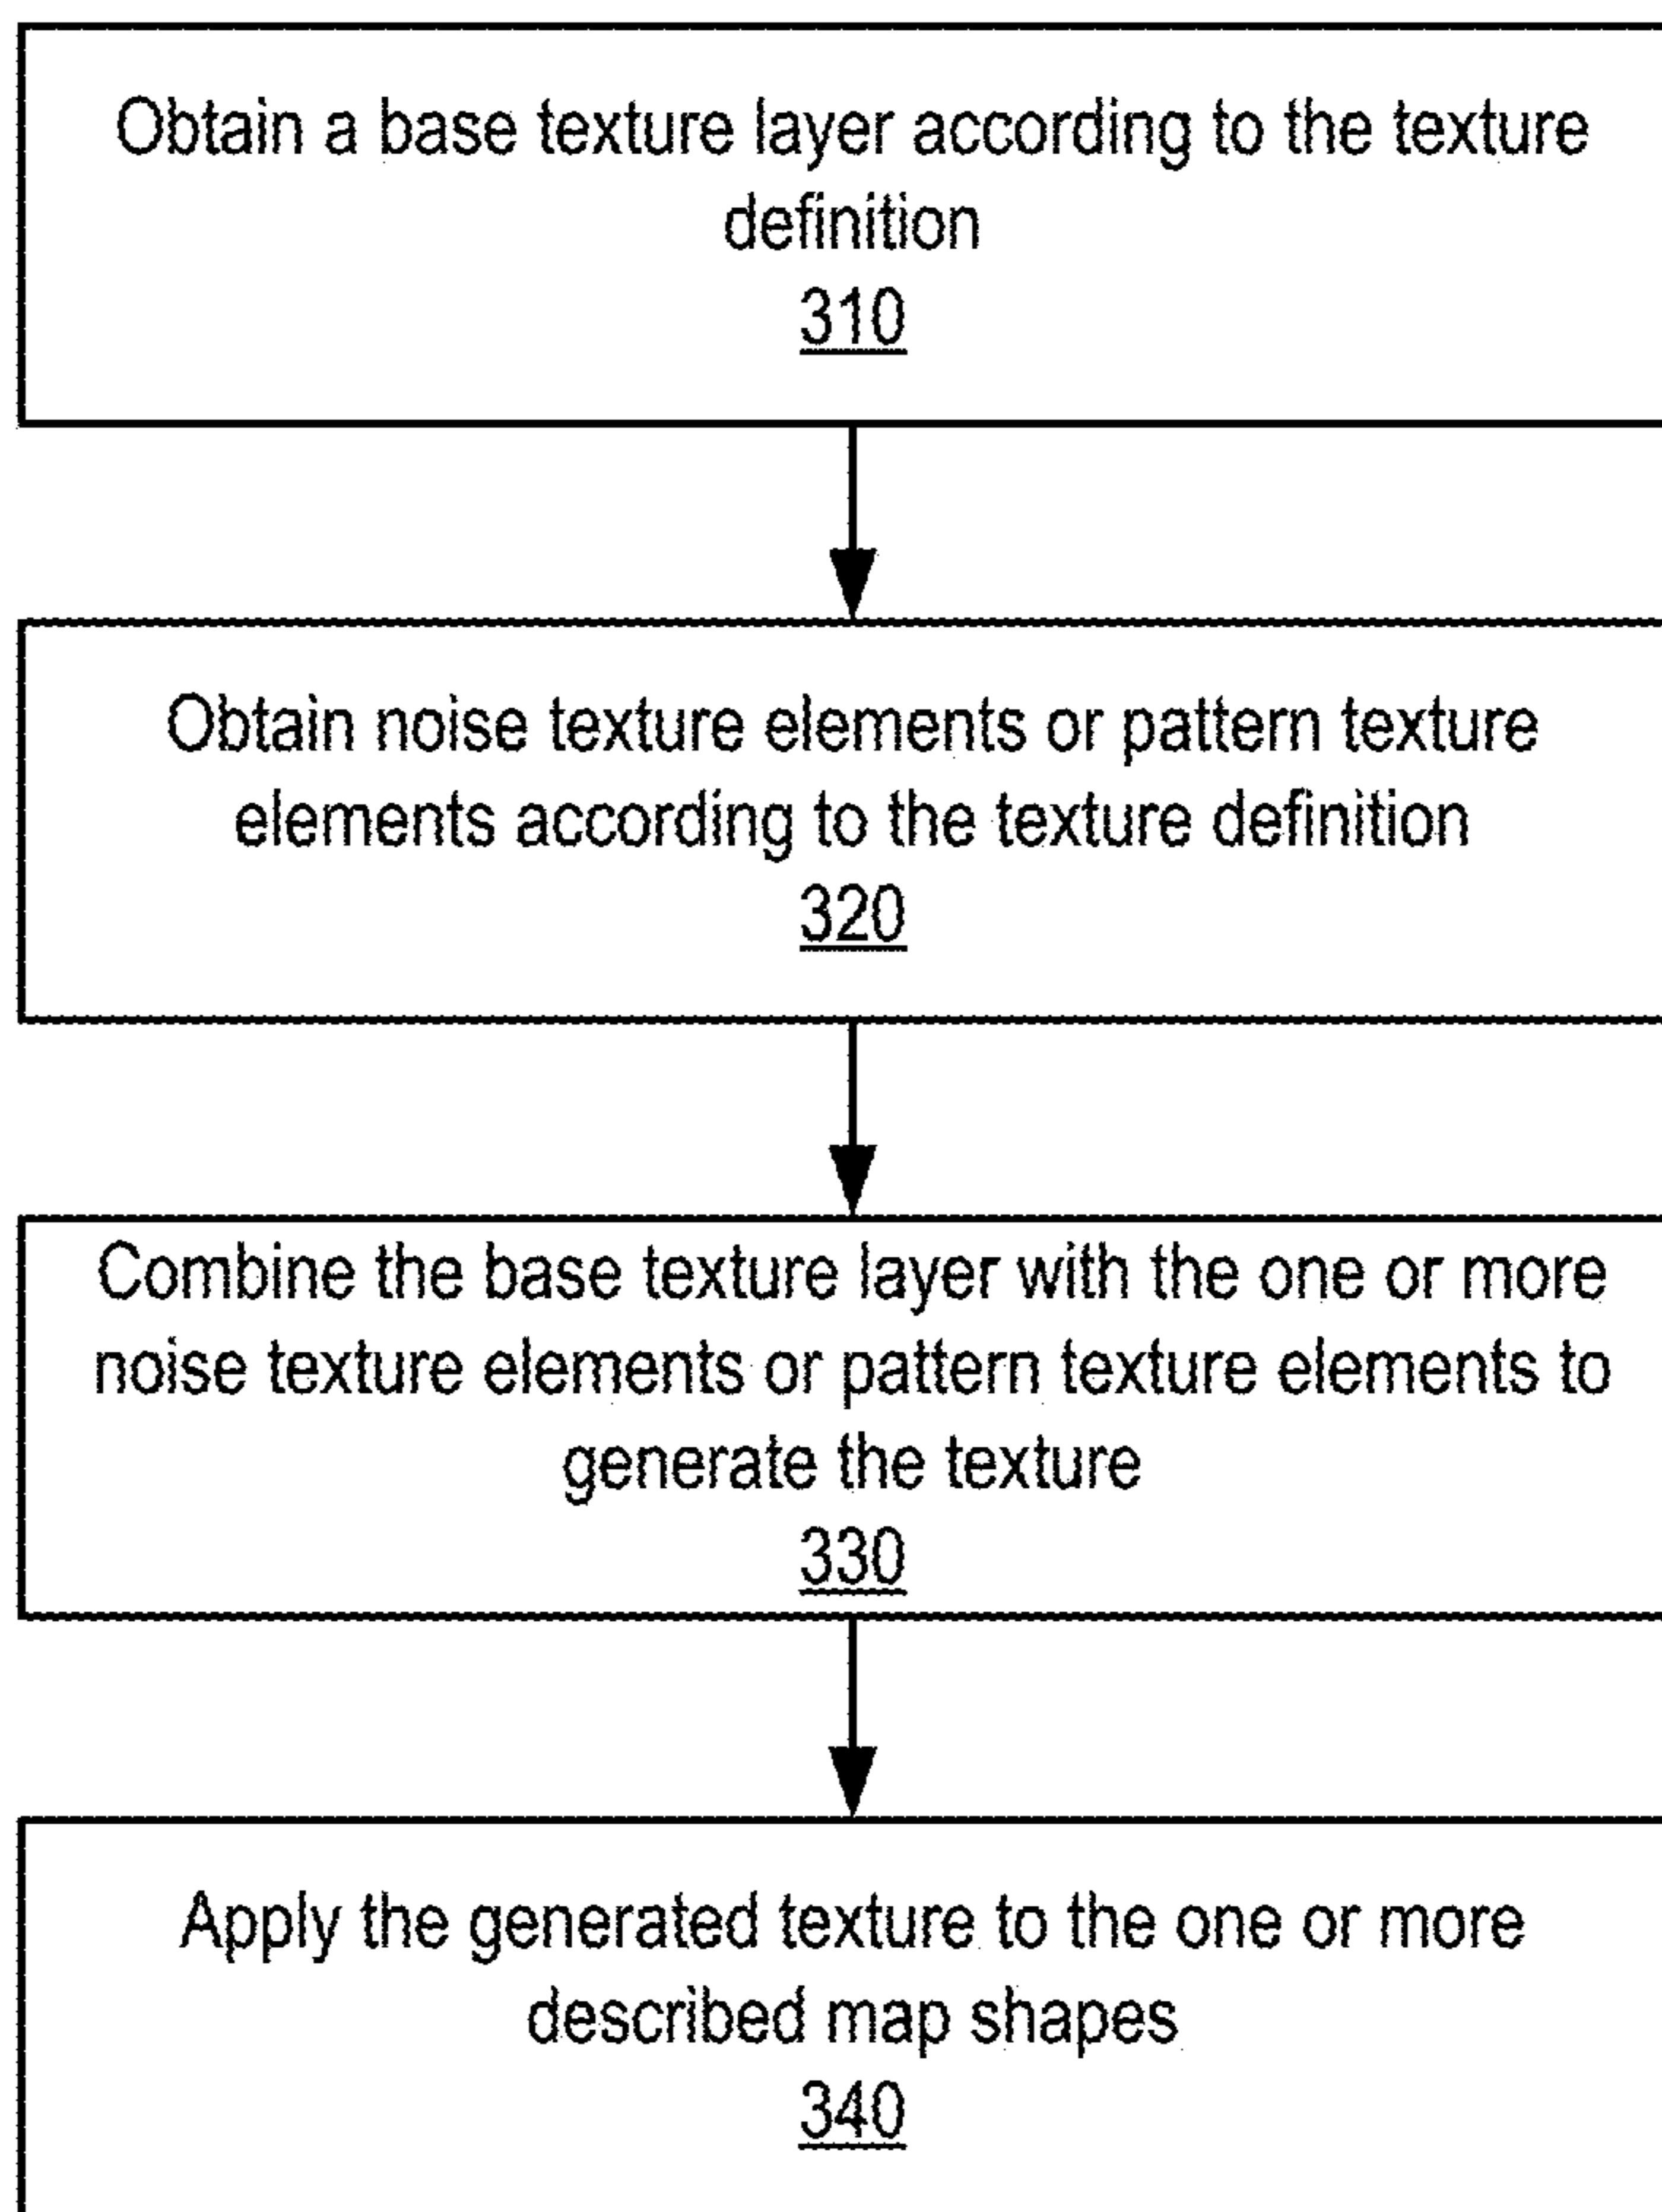 Obtain a base texture layer according to the texture
definition
310
Obtain noise texture elements or pattern texture
elements according to the texture definition
320
Combine the base texture layer with the one or more
noise texture elements or pattern texture elements to
generate the texture
330
Apply the generated texture to the one or more
described map shapes
340